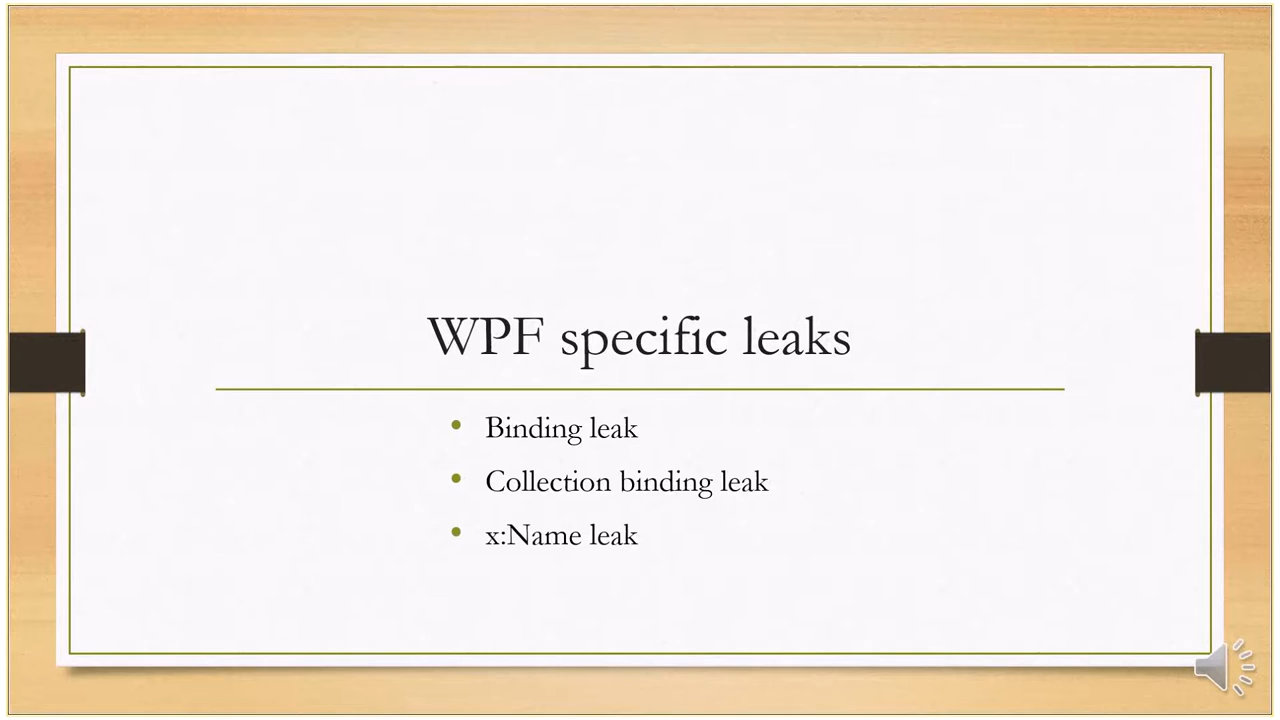 WPF specific leaks
• Binding leak
• Collection binding leak
• x:Name leak